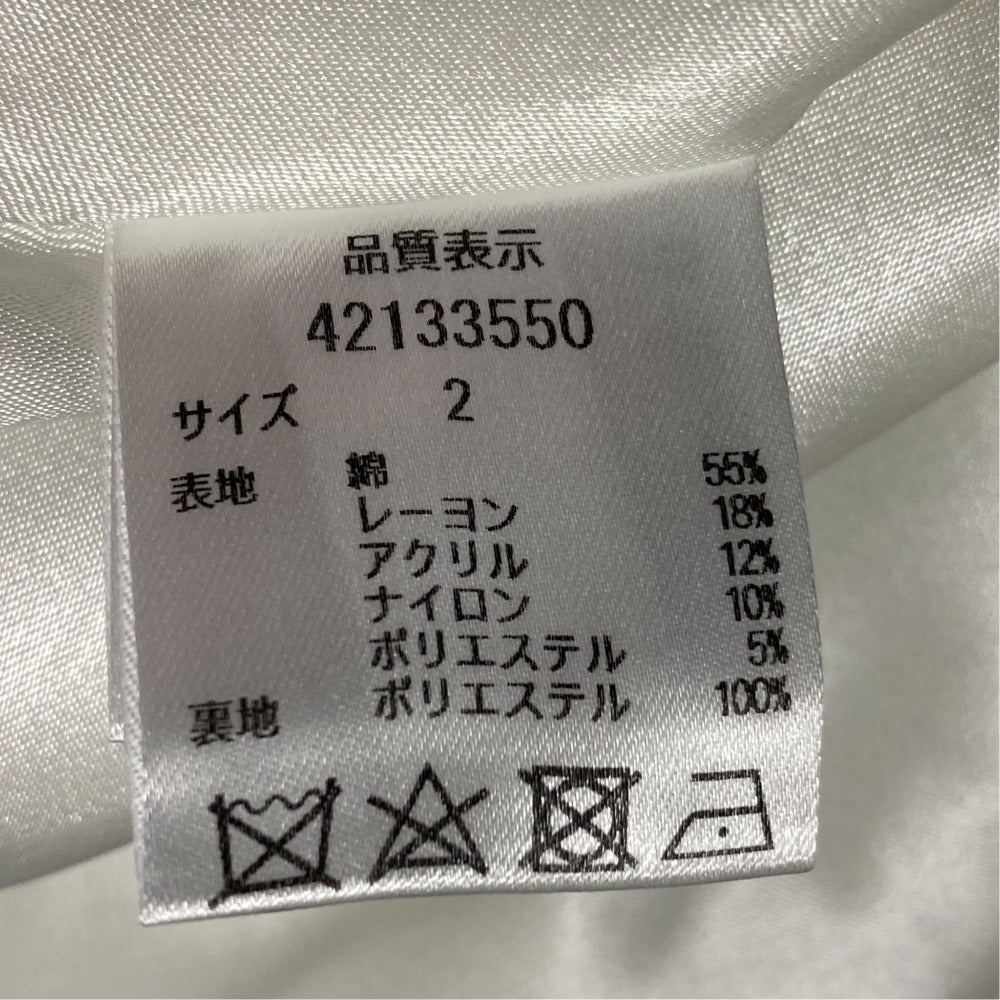 品質表示
42133550
サイズ 2
表地 綿 55%
レーヨン 18%
アクリル 12%
ナイロン 10%
ポリエステル 5%
裏地 ポリエステル 100%